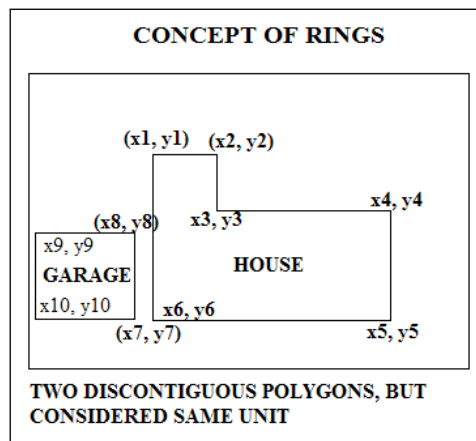 CONCEPT OF RINGS
(x1, y1)
(x2, y2)
x4, y4
(x8, y8)
x3, y3
x9, y9
GARAGE
HOUSE
x10, y10
x6, y6
(x7, y7)
x5, y5
TWO DISCONTIGUOUS POLYGONS, BUT
CONSIDERED SAME UNIT